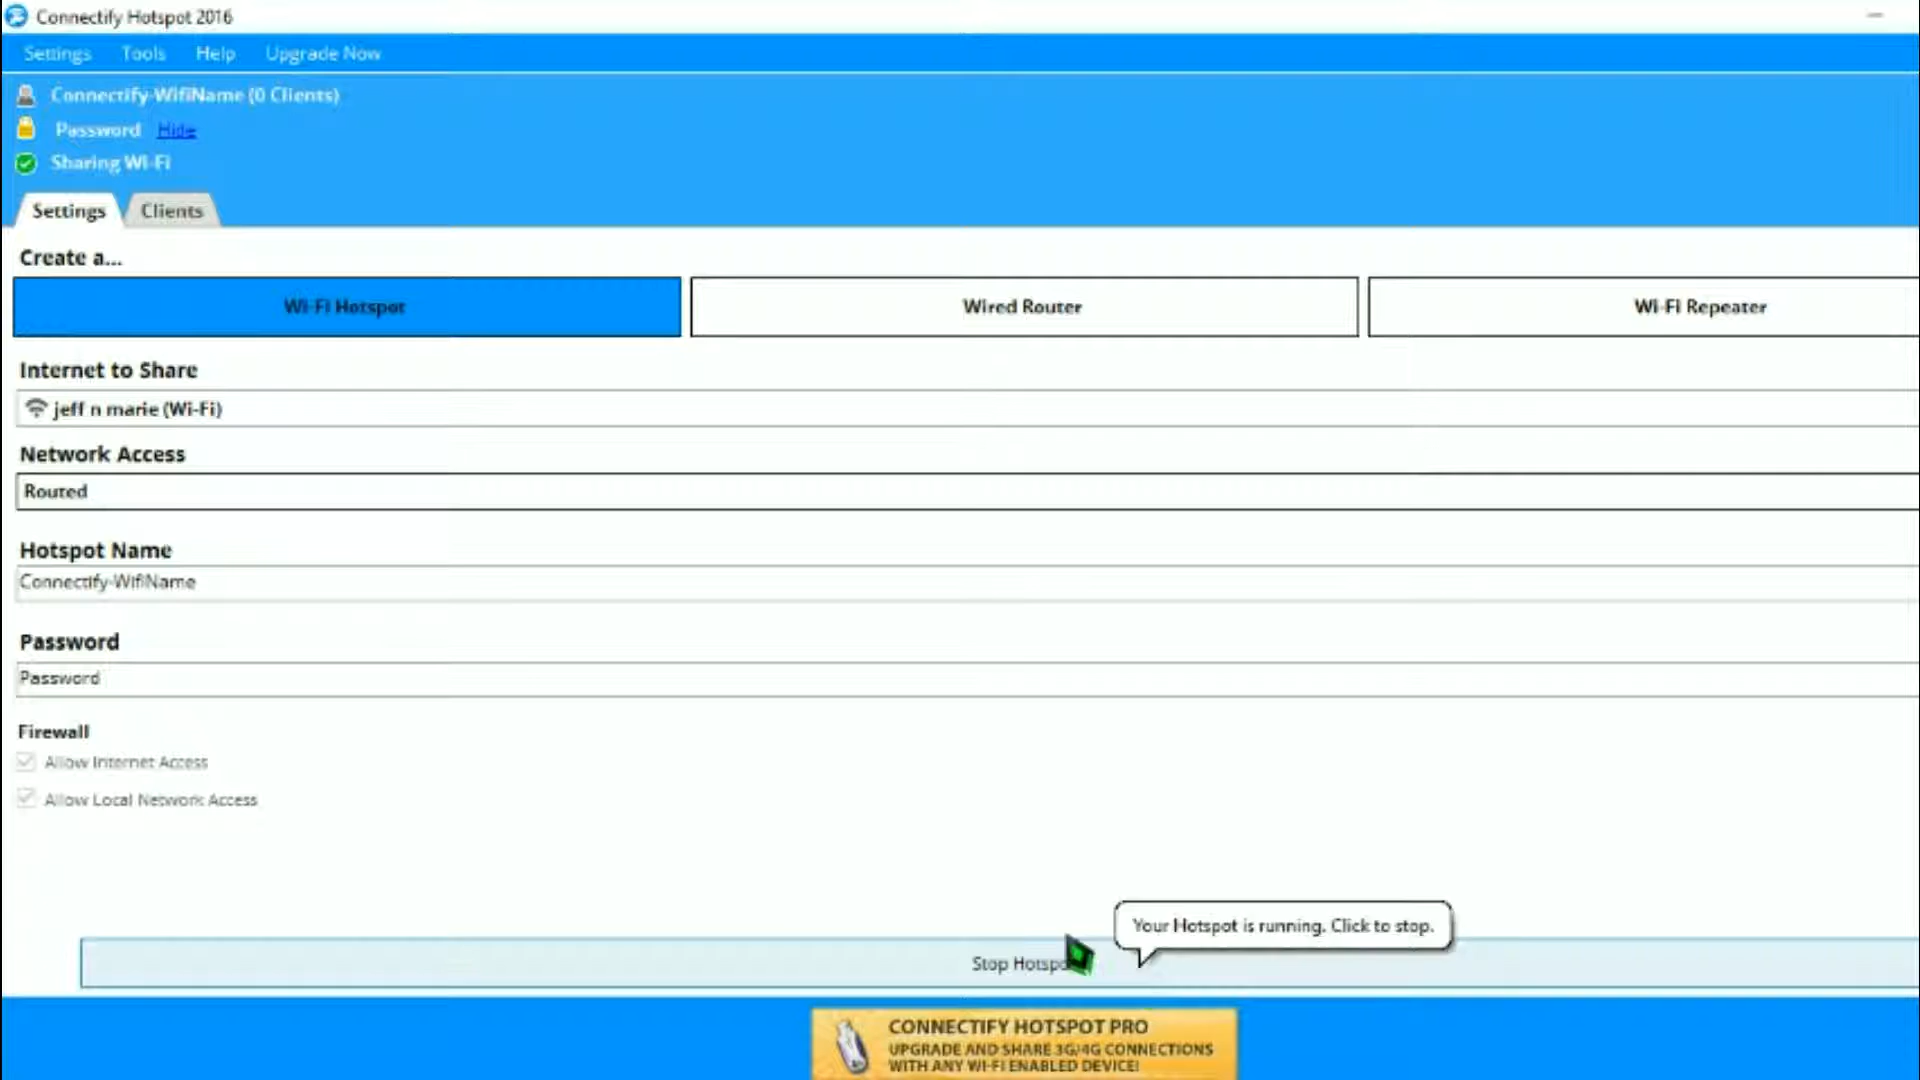 Connectify Hotspot 2016
Settings Tools Help Upgrade Now
Connectify-WifiName (0 Clients)
Password Hide
Sharing Wi-Fi
Settings Clients
Create a...
Wi-Fi Hotspot Wired Router Wi-Fi Repeater
Internet to Share
jeff n marie (Wi-Fi)
Network Access
Routed
Hotspot Name
Connectify-WifiName
Password
Password
Firewall
Allow Internet Access
Allow Local Network Access
Your Hotspot is running. Click to stop.
Stop Hotspo
CONNECTIFY HOTSPOT PRO
UPGRADE AND SHARE 3G/4G CONNECTIONS
WITH ANY WI-FI ENABLED DEVICE!